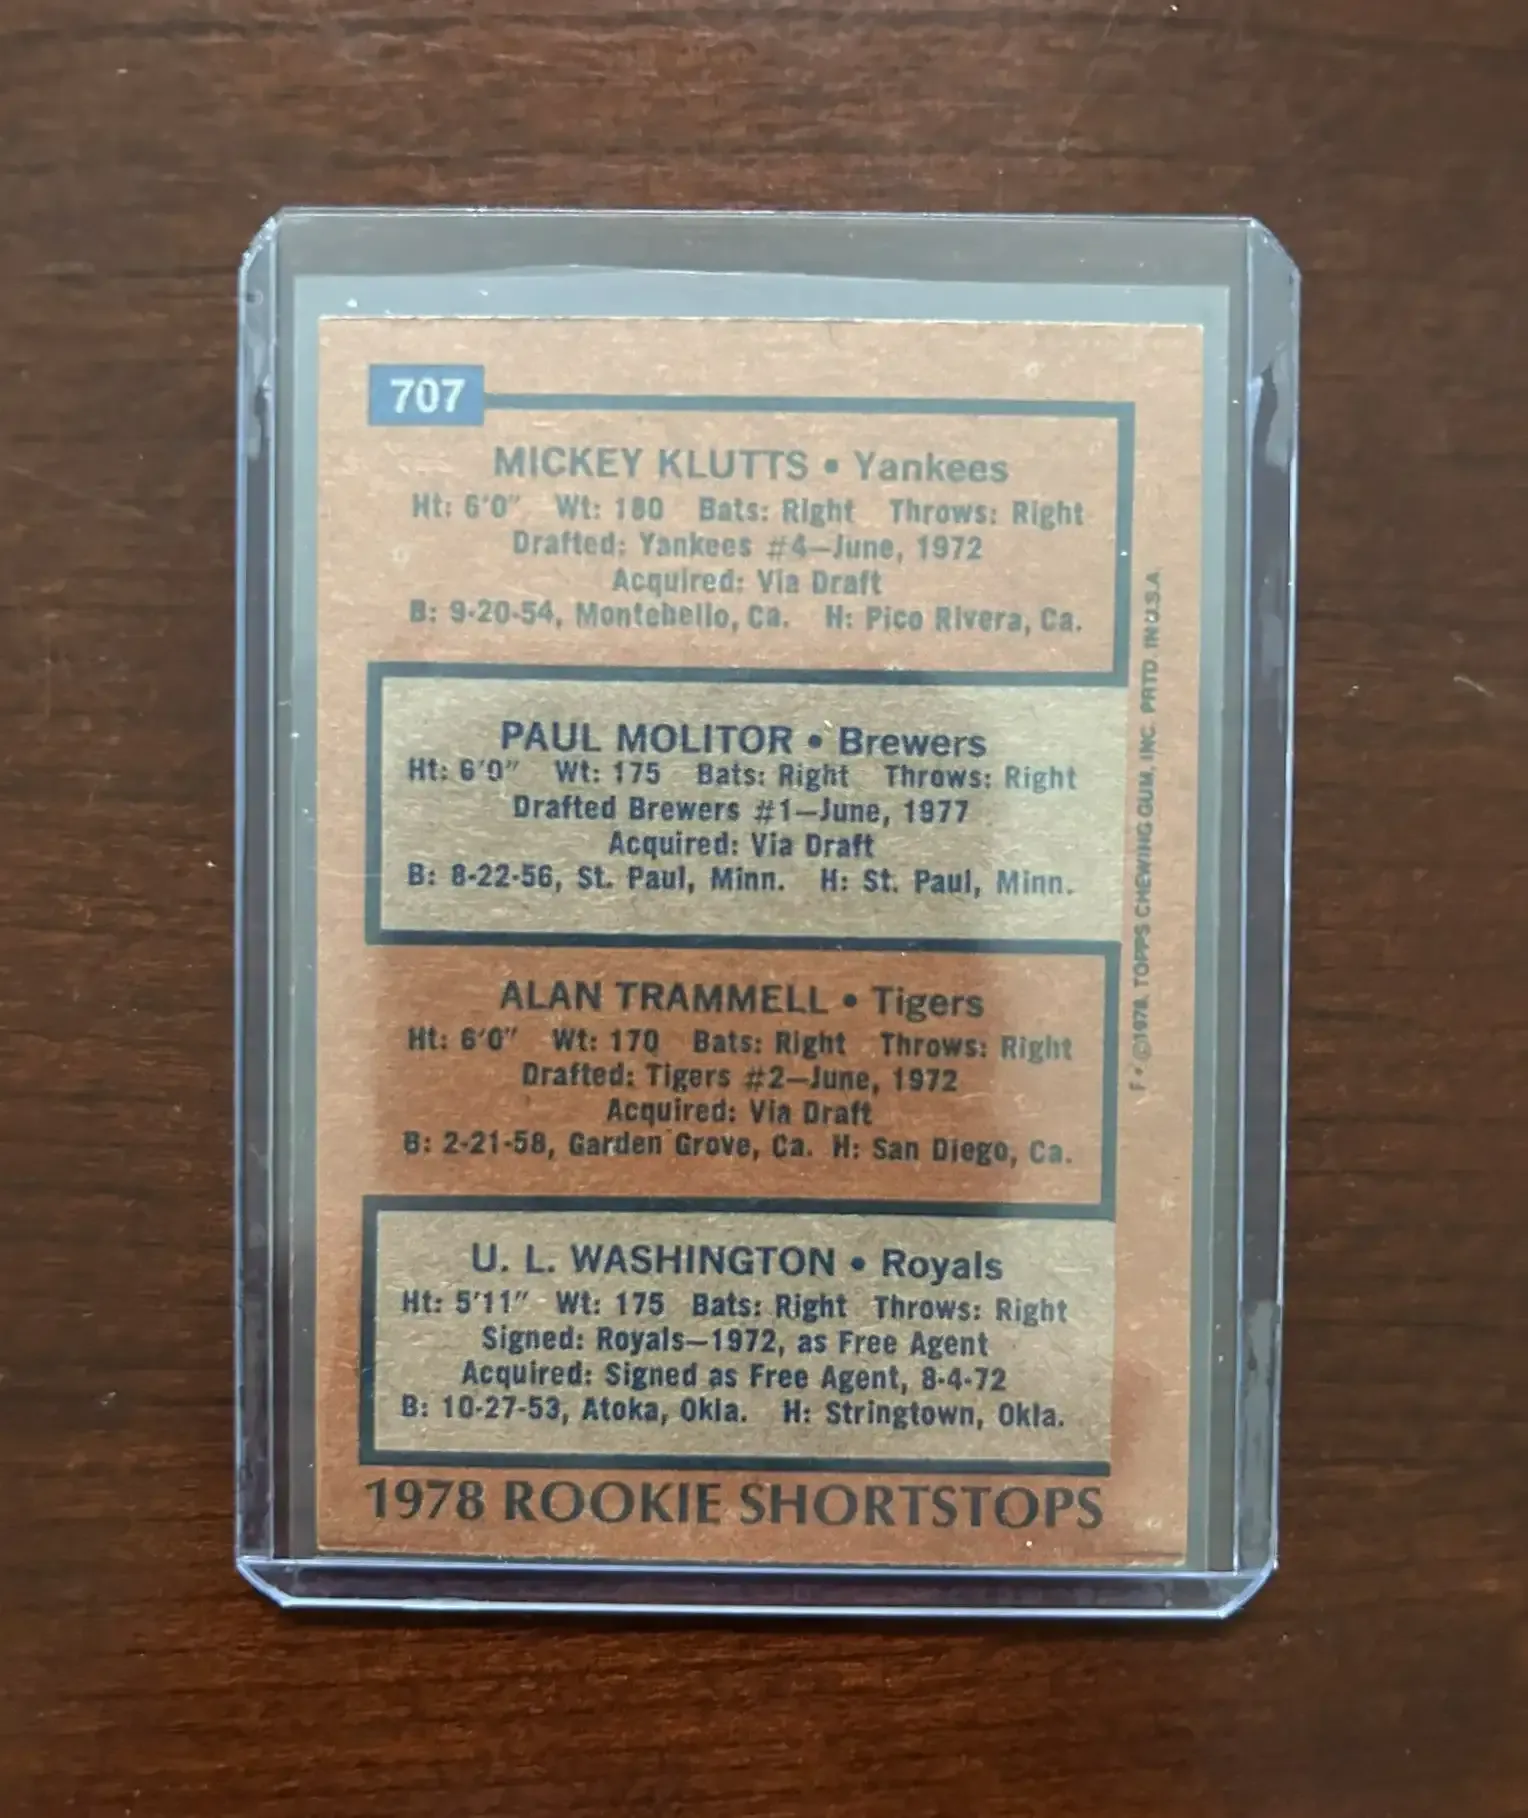 707
MICKEY KLUTTS • Yankees
Ht: 6'0" Wt: 180 Bats: Right Throws: Right
Drafted: Yankees #4—June, 1972
Acquired: Via Draft
B: 9-20-54, Montebello, Ca. H: Pico Rivera, Ca.
PAUL MOLITOR • Brewers
Ht: 6'0" Wt: 175 Bats: Right Throws: Right
Drafted Brewers #1—June, 1977
Acquired: Via Draft
B: 8-22-56, St. Paul, Minn. H: St. Paul, Minn.
ALAN TRAMMELL • Tigers
Ht: 6'0" Wt: 170 Bats: Right Throws: Right
Drafted: Tigers #2—June, 1972
Acquired: Via Draft
B: 2-21-58, Garden Grove, Ca. H: San Diego, Ca.
U. L. WASHINGTON • Royals
Ht: 5'11" Wt: 175 Bats: Right Throws: Right
Signed: Royals—1972, as Free Agent
Acquired: Signed as Free Agent, 8-4-72
B: 10-27-53, Atoka, Okla. H: Stringtown, Okla.
1978 ROOKIE SHORTSTOPS
F • ©1978. TOPPS CHEWING GUM, INC. PRTD. IN U.S.A.